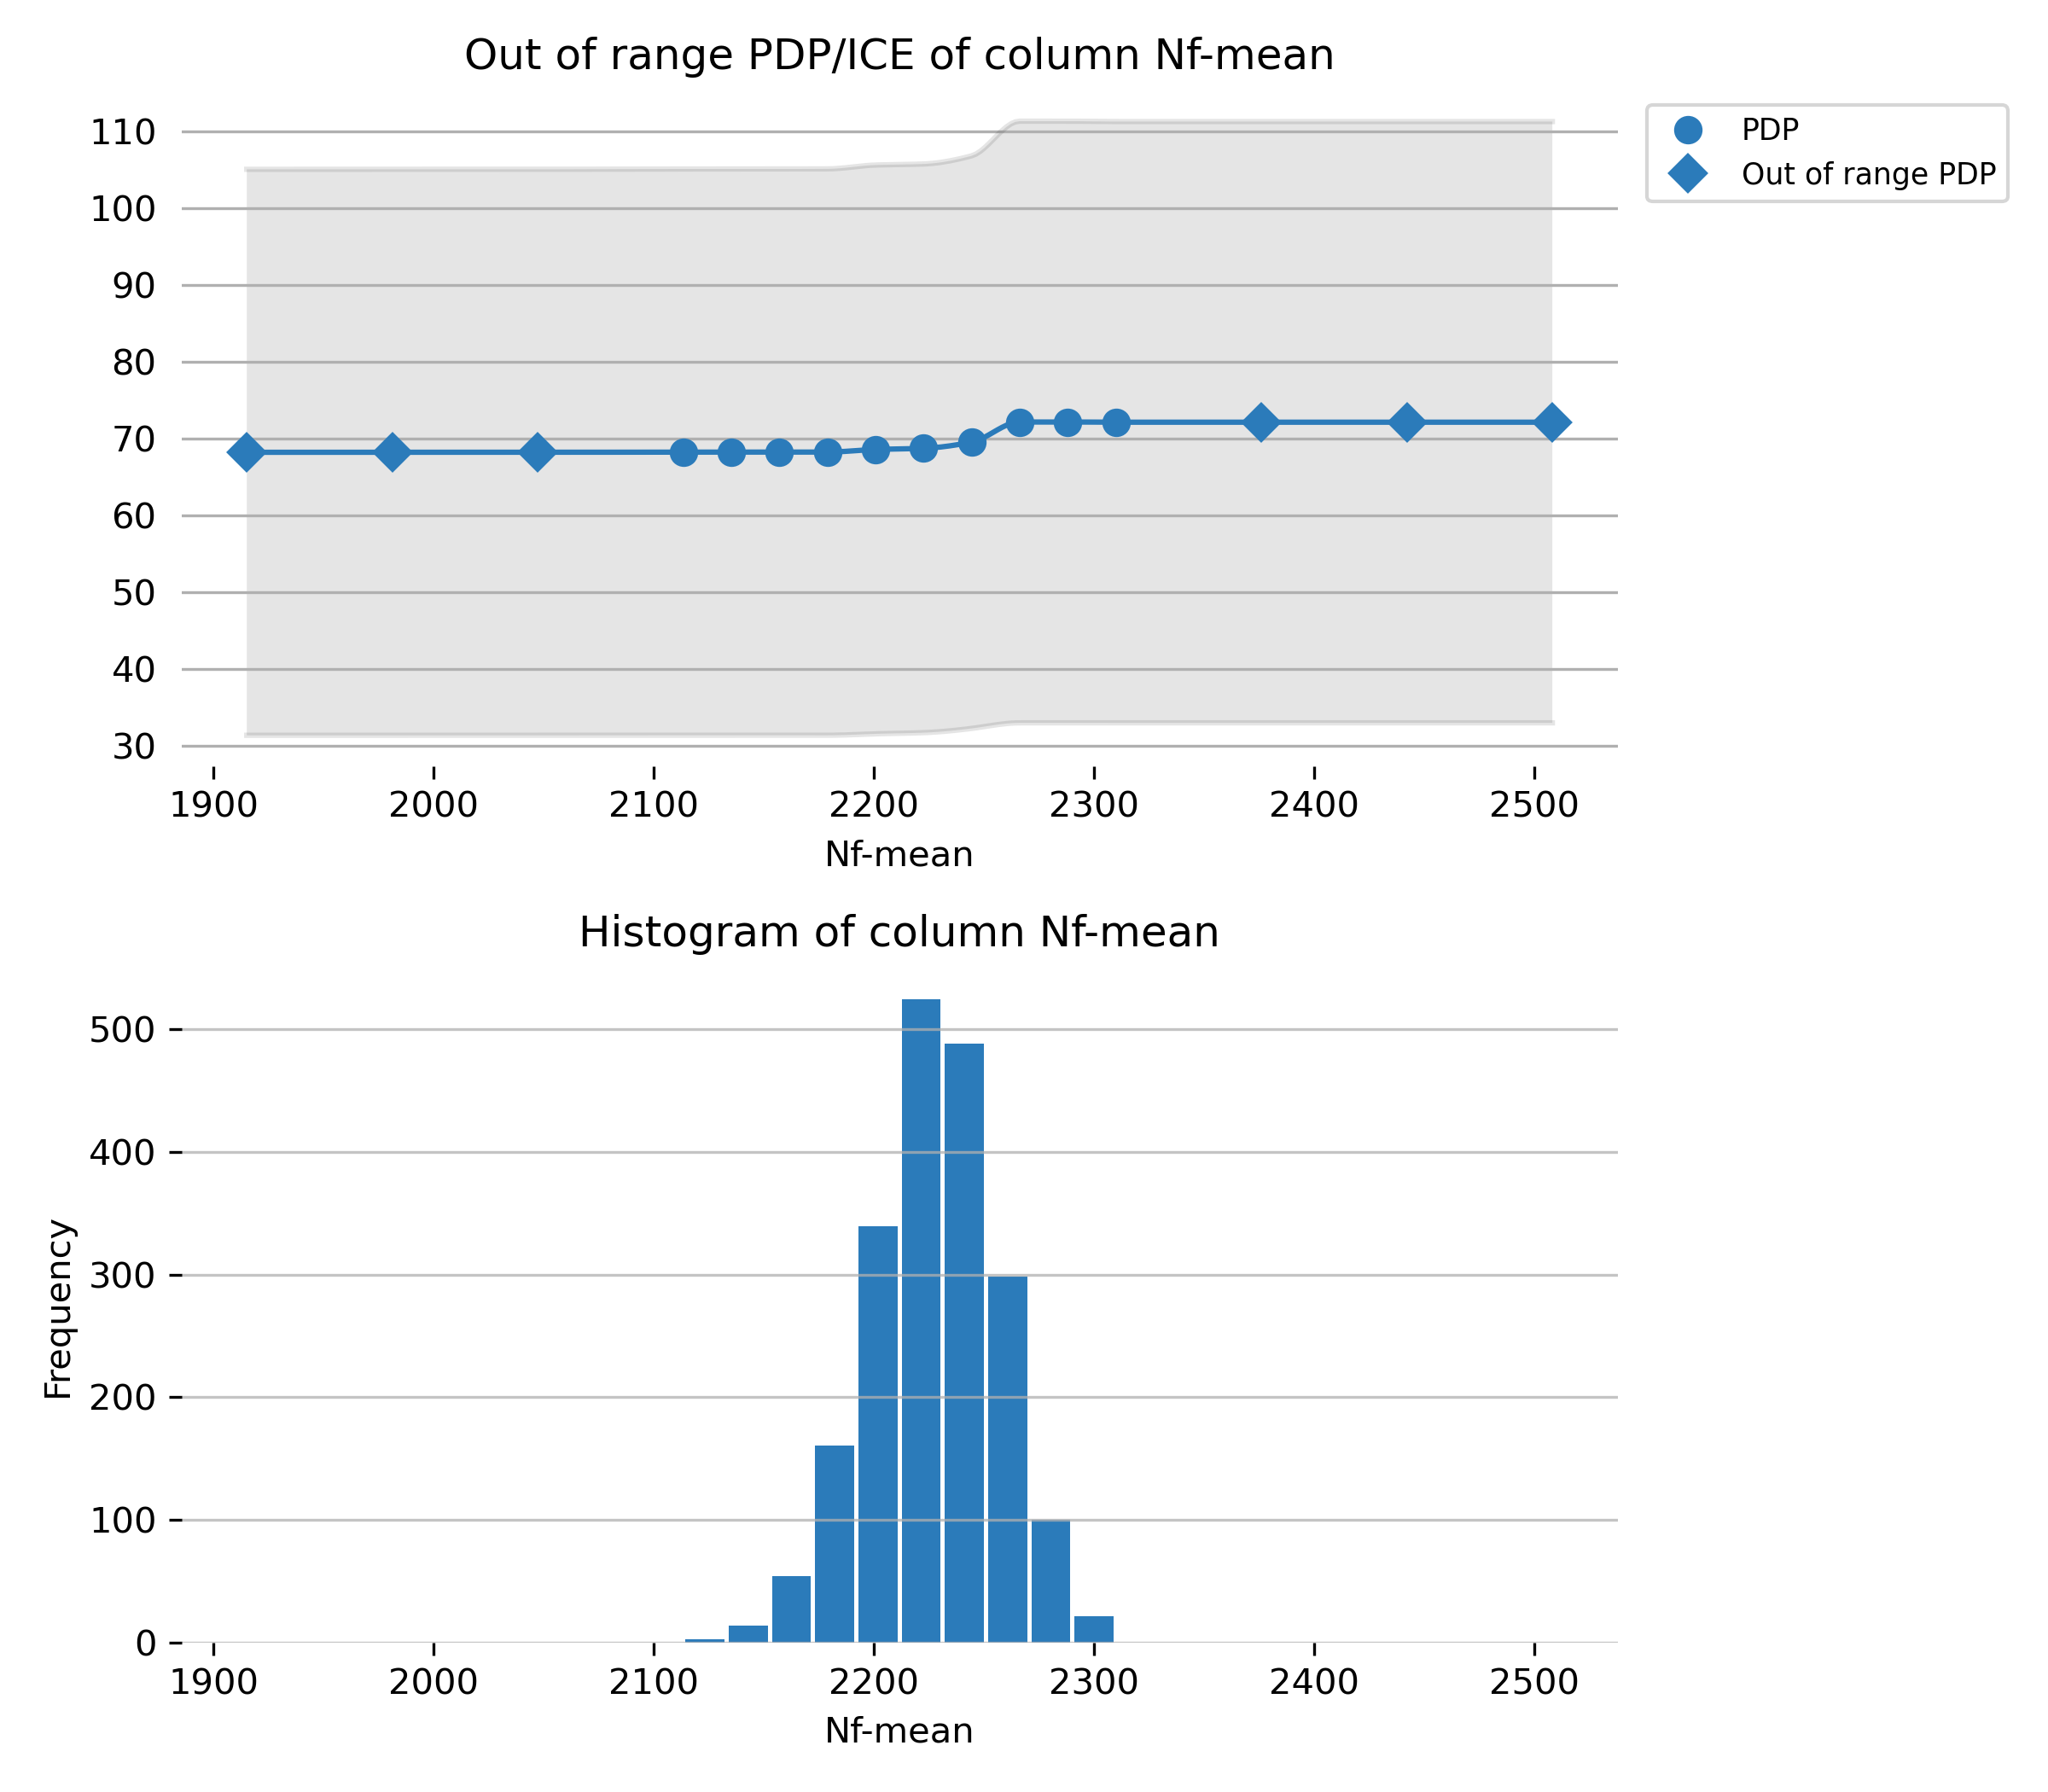 Out of range PDP/ICE of column Nf-mean
110
100
90
80
70
60
50
40
30
1900 2000 2100 2200 2300 2400 2500
Nf-mean
PDP
Out of range PDP
Histogram of column Nf-mean
Frequency
500
400
300
200
100
0
1900 2000 2100 2200 2300 2400 2500
Nf-mean